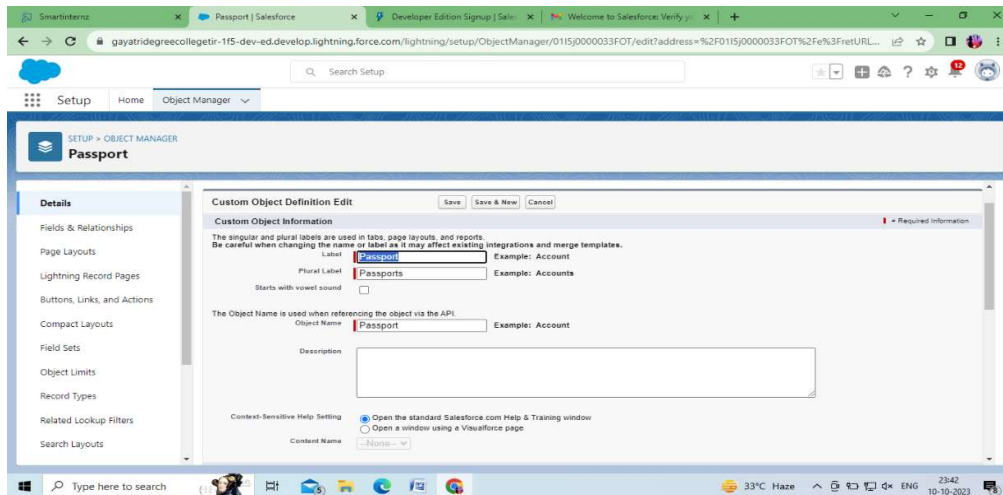 Smartinternz
Passport | Salesforce
Developer Edition Signup | Sale
Welcome to Salesforce: Verify yo
gayatridegreecollegetir-1f5-dev-ed.develop.lightning.force.com/lightning/setup/ObjectManager/01I5j0000033FOT/edit?address=%2F01I5j0000033FOT%2Fe%3FretURL...
Search Setup
12
Setup
Home
Object Manager
SETUP > OBJECT MANAGER
Passport
Details
Fields & Relationships
Page Layouts
Lightning Record Pages
Buttons, Links, and Actions
Compact Layouts
Field Sets
Object Limits
Record Types
Related Lookup Filters
Search Layouts
Custom Object Definition Edit
Save
Save & New
Cancel
Custom Object Information
= Required Information
The singular and plural labels are used in tabs, page layouts, and reports.
Be careful when changing the name or label as it may affect existing integrations and merge templates.
Label Passport Example: Account
Plural Label Passports Example: Accounts
Starts with vowel sound
The Object Name is used when referencing the object via the API.
Object Name Passport Example: Account
Description
Context-Sensitive Help Setting Open the standard Salesforce.com Help & Training window
Open a window using a Visualforce page
Content Name --None--
Type here to search
33°C Haze
ENG
23:42
10-10-2023